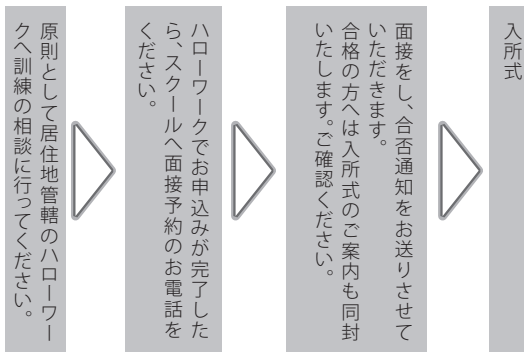 原則として居住地管轄のハローワー
クへ訓練の相談に行ってください。
ハローワークでお申込みが完了した
ら、スクールへ面接予約のお電話を
ください。
面接をし、合否通知をお送りさせて
いただきます。
合格の方へは入所式のご案内も同封
いたします。ご確認ください。
入所式